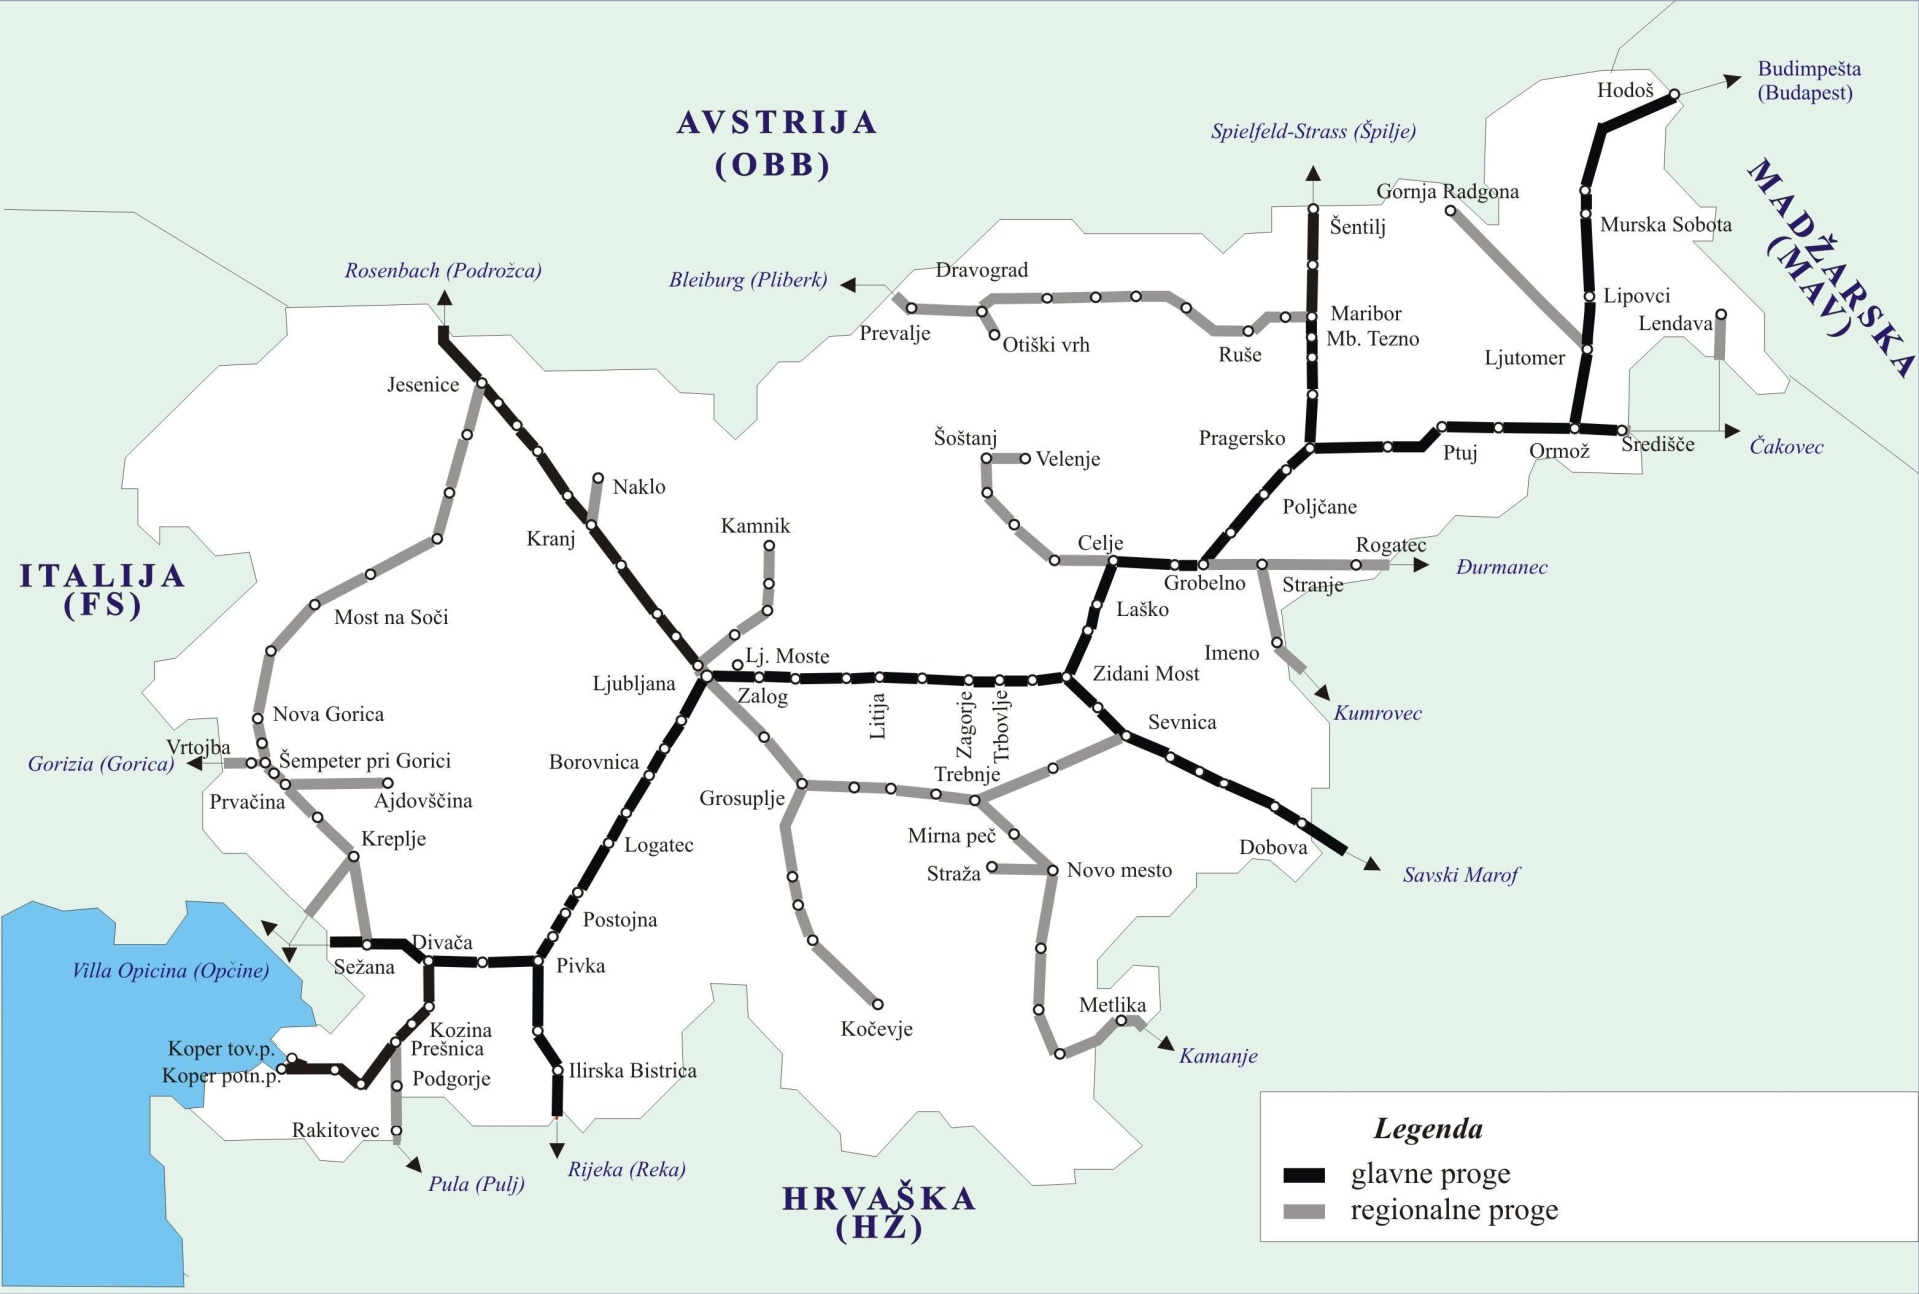 Budimpešta
(Budapest)
Hodoš
AVSTRIJA
(OBB)
Spielfeld-Strass (Špilje)
MADŽARSKA
(MAV)
Gornja Radgona
Šentilj
Murska Sobota
Rosenbach (Podrožca)
Bleiburg (Pliberk)
Dravograd
Lipovci
Prevalje
Otiški vrh
Ruše
Maribor
Mb. Tezno
Lendava
Ljutomer
Jesenice
Šoštanj
Velenje
Pragersko
Ptuj
Ormož
Središče
Čakovec
Naklo
Kranj
Kamnik
Poljčane
Celje
Rogatec
Grobelno
Stranje
Đurmanec
ITALIJA
(FS)
Most na Soči
Laško
Imeno
Lj. Moste
Ljubljana
Zalog
Litija
Zagorje
Trbovlje
Zidani Most
Kumrovec
Nova Gorica
Sevnica
Vrtojba
Gorizia (Gorica)
Šempeter pri Gorici
Borovnica
Trebnje
Prvačina
Ajdovščina
Grosuplje
Kreplje
Logatec
Mirna peč
Dobova
Straža
Novo mesto
Savski Marof
Postojna
Divača
Villa Opicina (Opčine)
Sežana
Pivka
Metlika
Kočevje
Kozina
Koper tov.p.
Prešnica
Kamanje
Koper potn.p.
Podgorje
Ilirska Bistrica
Rakitovec
Rijeka (Reka)
Pula (Pulj)
HRVAŠKA
(HŽ)
Legenda
glavne proge
regionalne proge